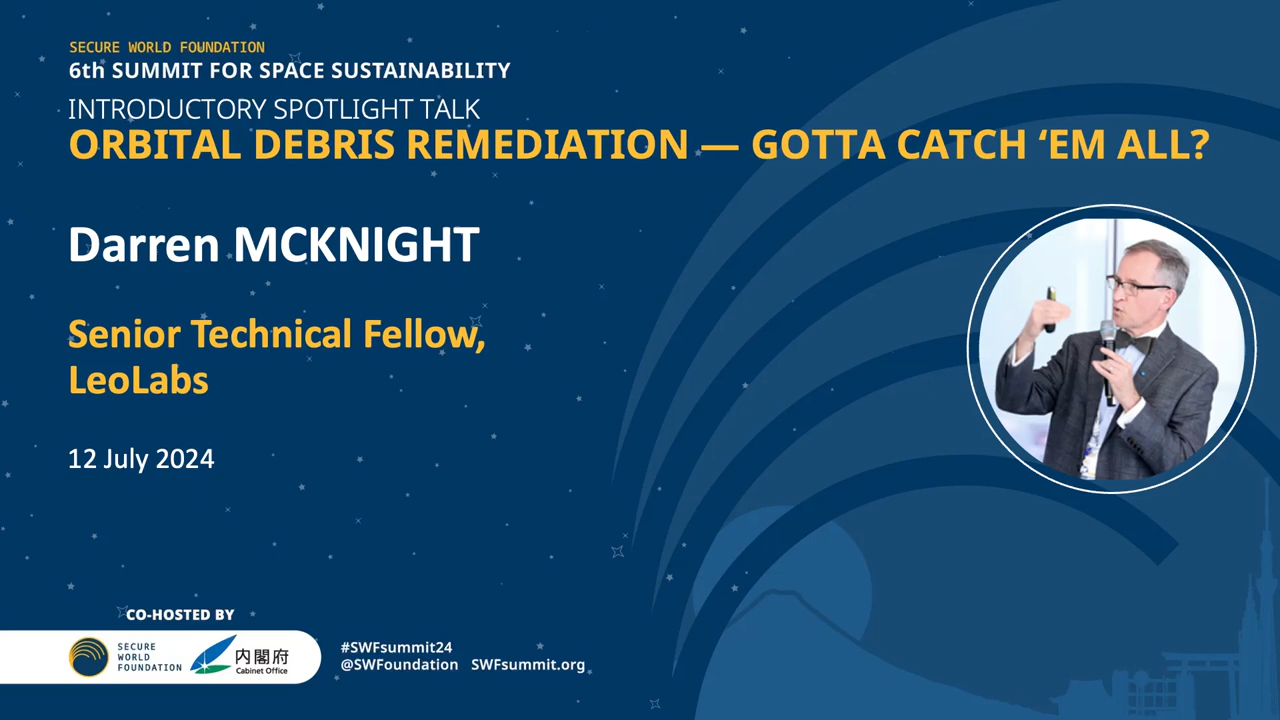 SECURE WORLD FOUNDATION
6th SUMMIT FOR SPACE SUSTAINABILITY
INTRODUCTORY SPOTLIGHT TALK
ORBITAL DEBRIS REMEDIATION — GOTTA CATCH ‘EM ALL?
Darren MCKNIGHT
Senior Technical Fellow,
LeoLabs
12 July 2024
CO-HOSTED BY
SECURE
WORLD
FOUNDATION
内閣府
Cabinet Office
#SWFsummit24
@SWFoundation SWFsummit.org